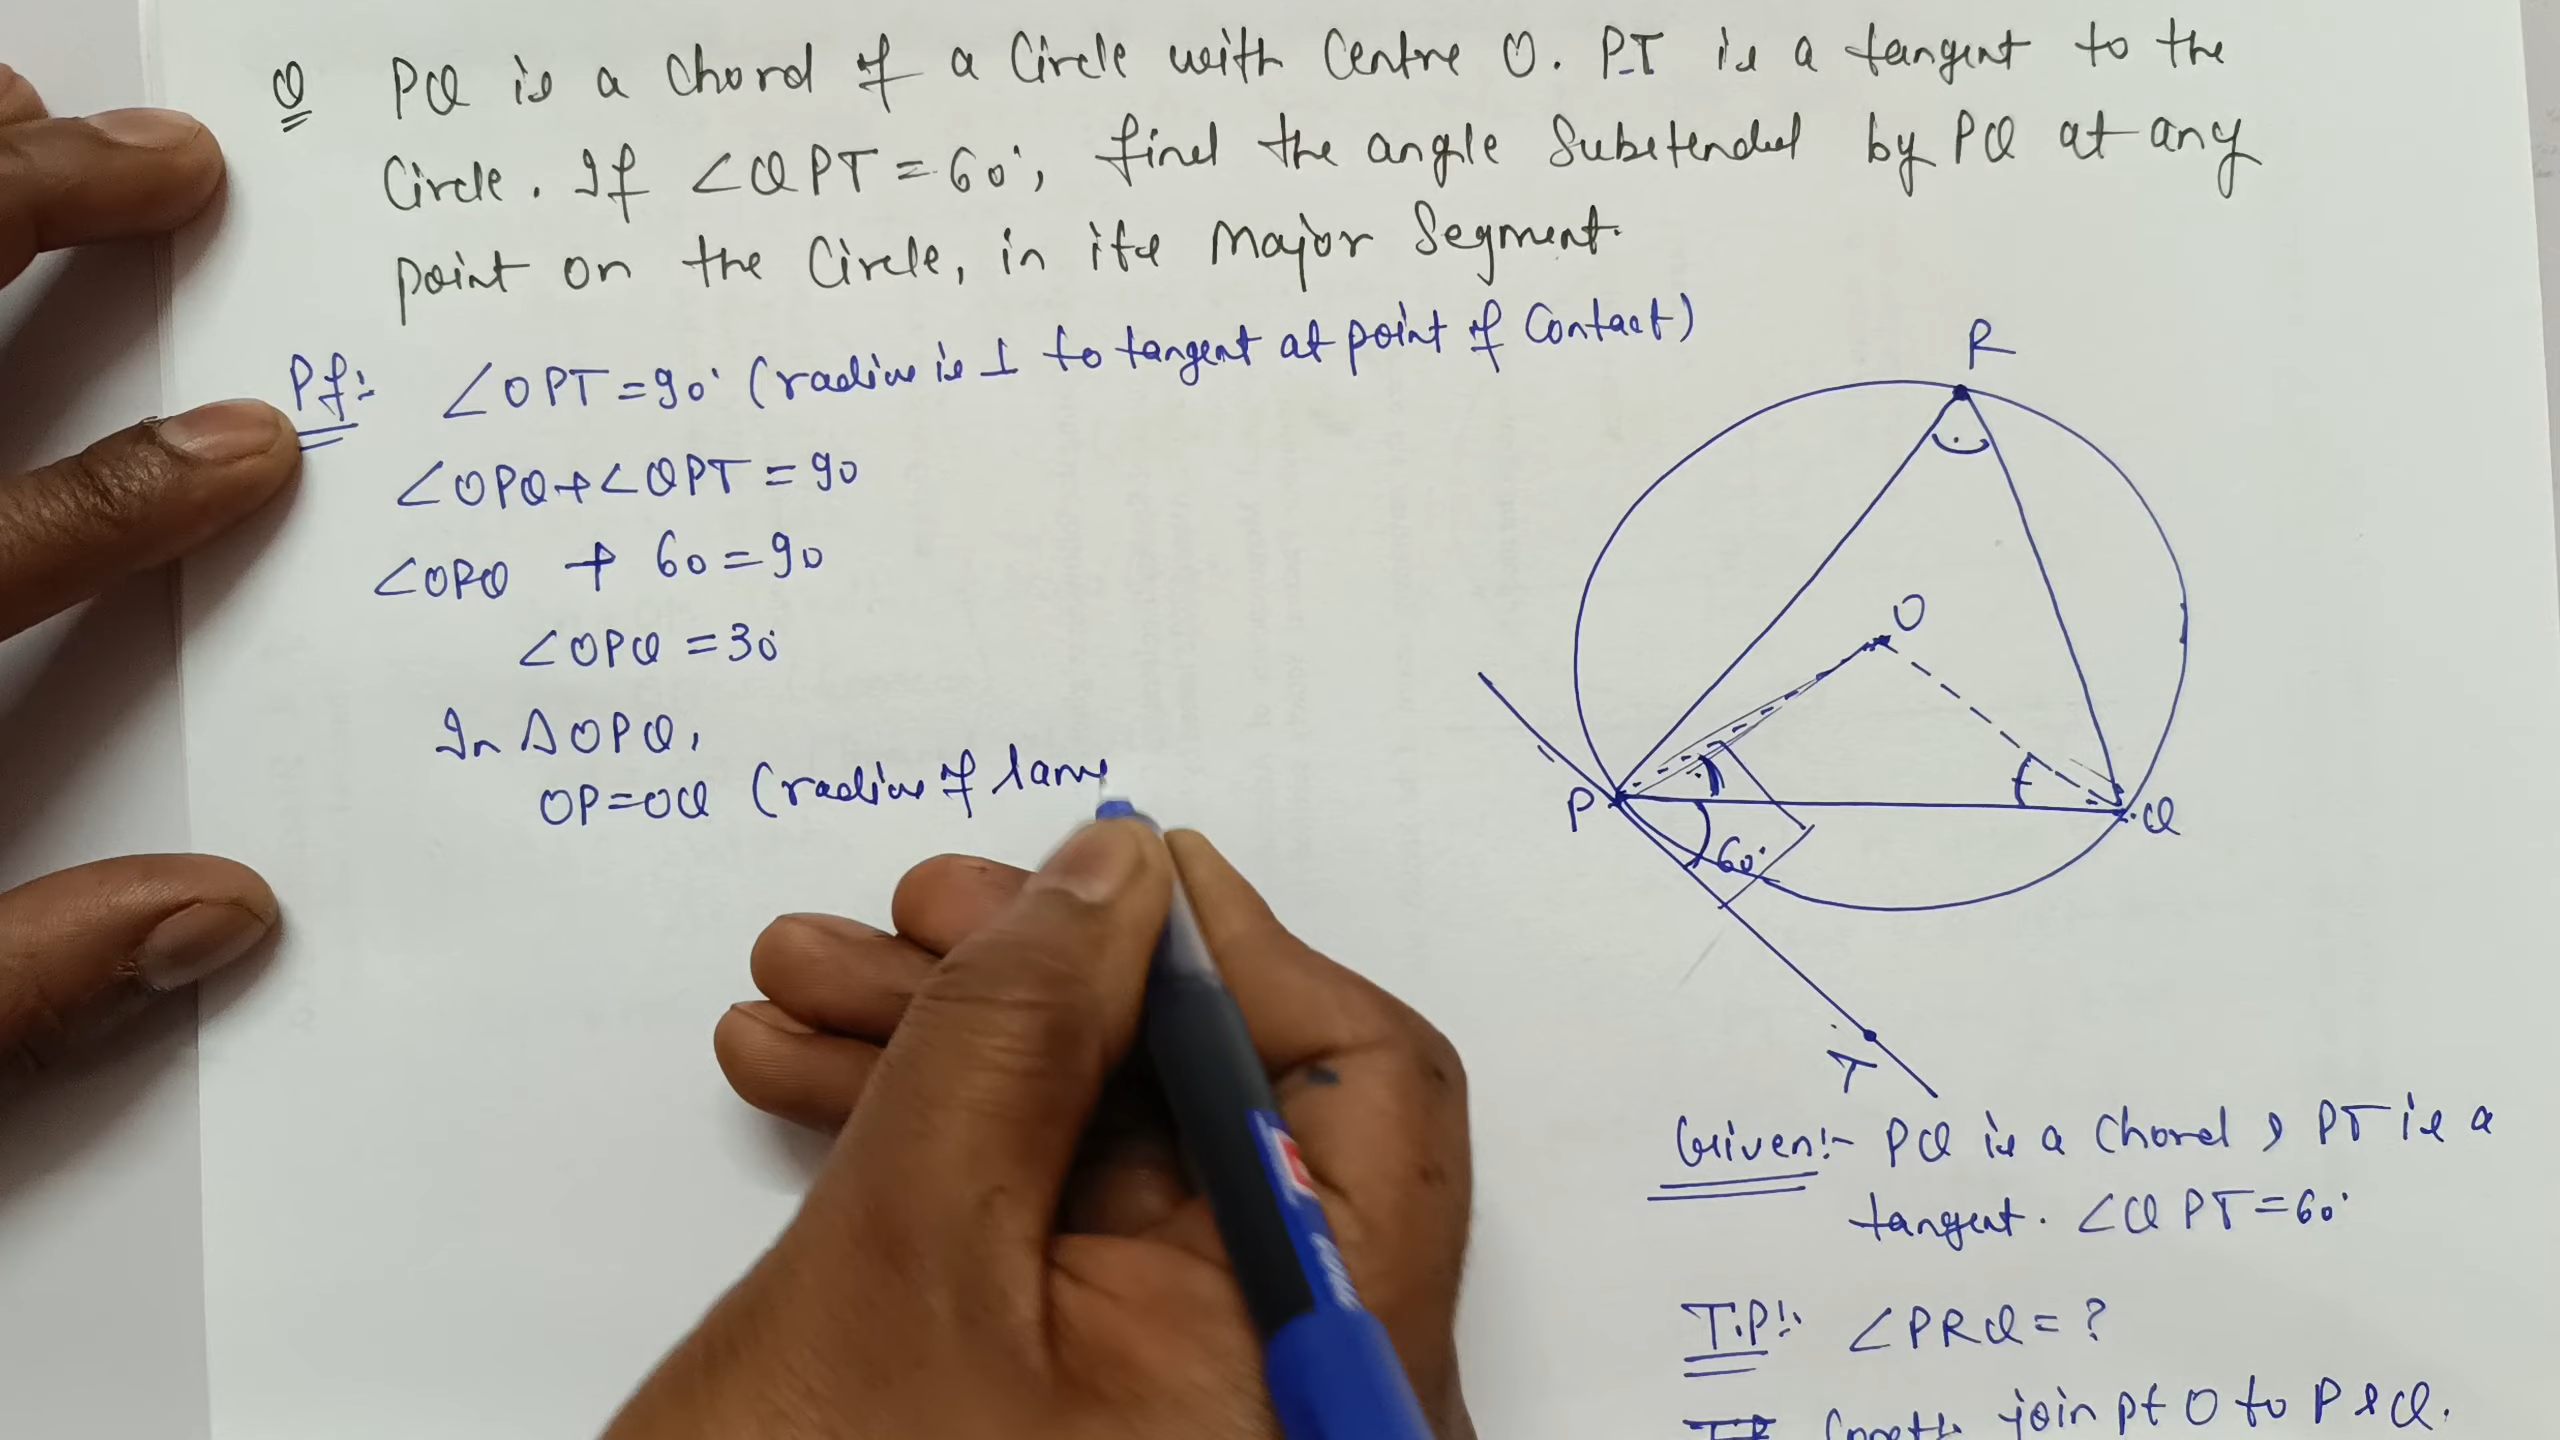 Q PQ is a Chord of a Circle with Centre O. PT is a tangent to the
Circle. If ∠QPT = 60°, find the angle Subetended by PQ at any
point on the Circle, in its Major Segment.
Pf:- ∠OPT = 90° (radius is ⊥ to tangent at point of Contact)
∠OPQ + ∠QPT = 90
∠OPQ + 60 = 90
∠OPQ = 30°
In ΔOPQ,
OP = OQ (radius of same
R
O
P
Q
60°
T
Given:- PQ is a Chord, PT is a
tangent. ∠QPT = 60°
T.P:- ∠PRQ = ?
join pt O to P & Q.